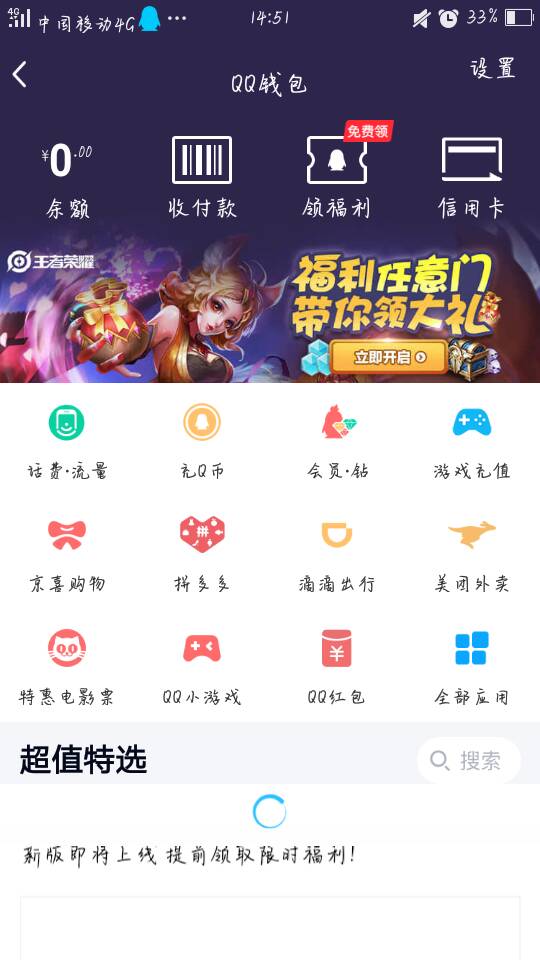 4G 中国移动4G 14:51 33%
QQ钱包 设置
免费领
¥0.00
余额 收付款 领福利 信用卡
王者荣耀
福利任意门
带你领大礼
立即开启
话费·流量 充Q币 会员·钻 游戏充值
拼
京喜购物 拼多多 滴滴出行 美团外卖
¥
特惠电影票 QQ小游戏 QQ红包 全部应用
超值特选 搜索
新版即将上线 提前领取限时福利!